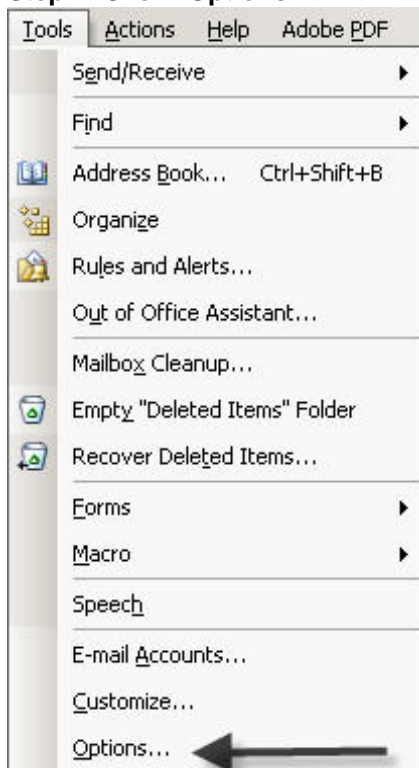 Tools Actions Help Adobe PDF
Send/Receive
Find
Address Book... Ctrl+Shift+B
Organize
Rules and Alerts...
Out of Office Assistant...
Mailbox Cleanup...
Empty "Deleted Items" Folder
Recover Deleted Items...
Forms
Macro
Speech
E-mail Accounts...
Customize...
Options...